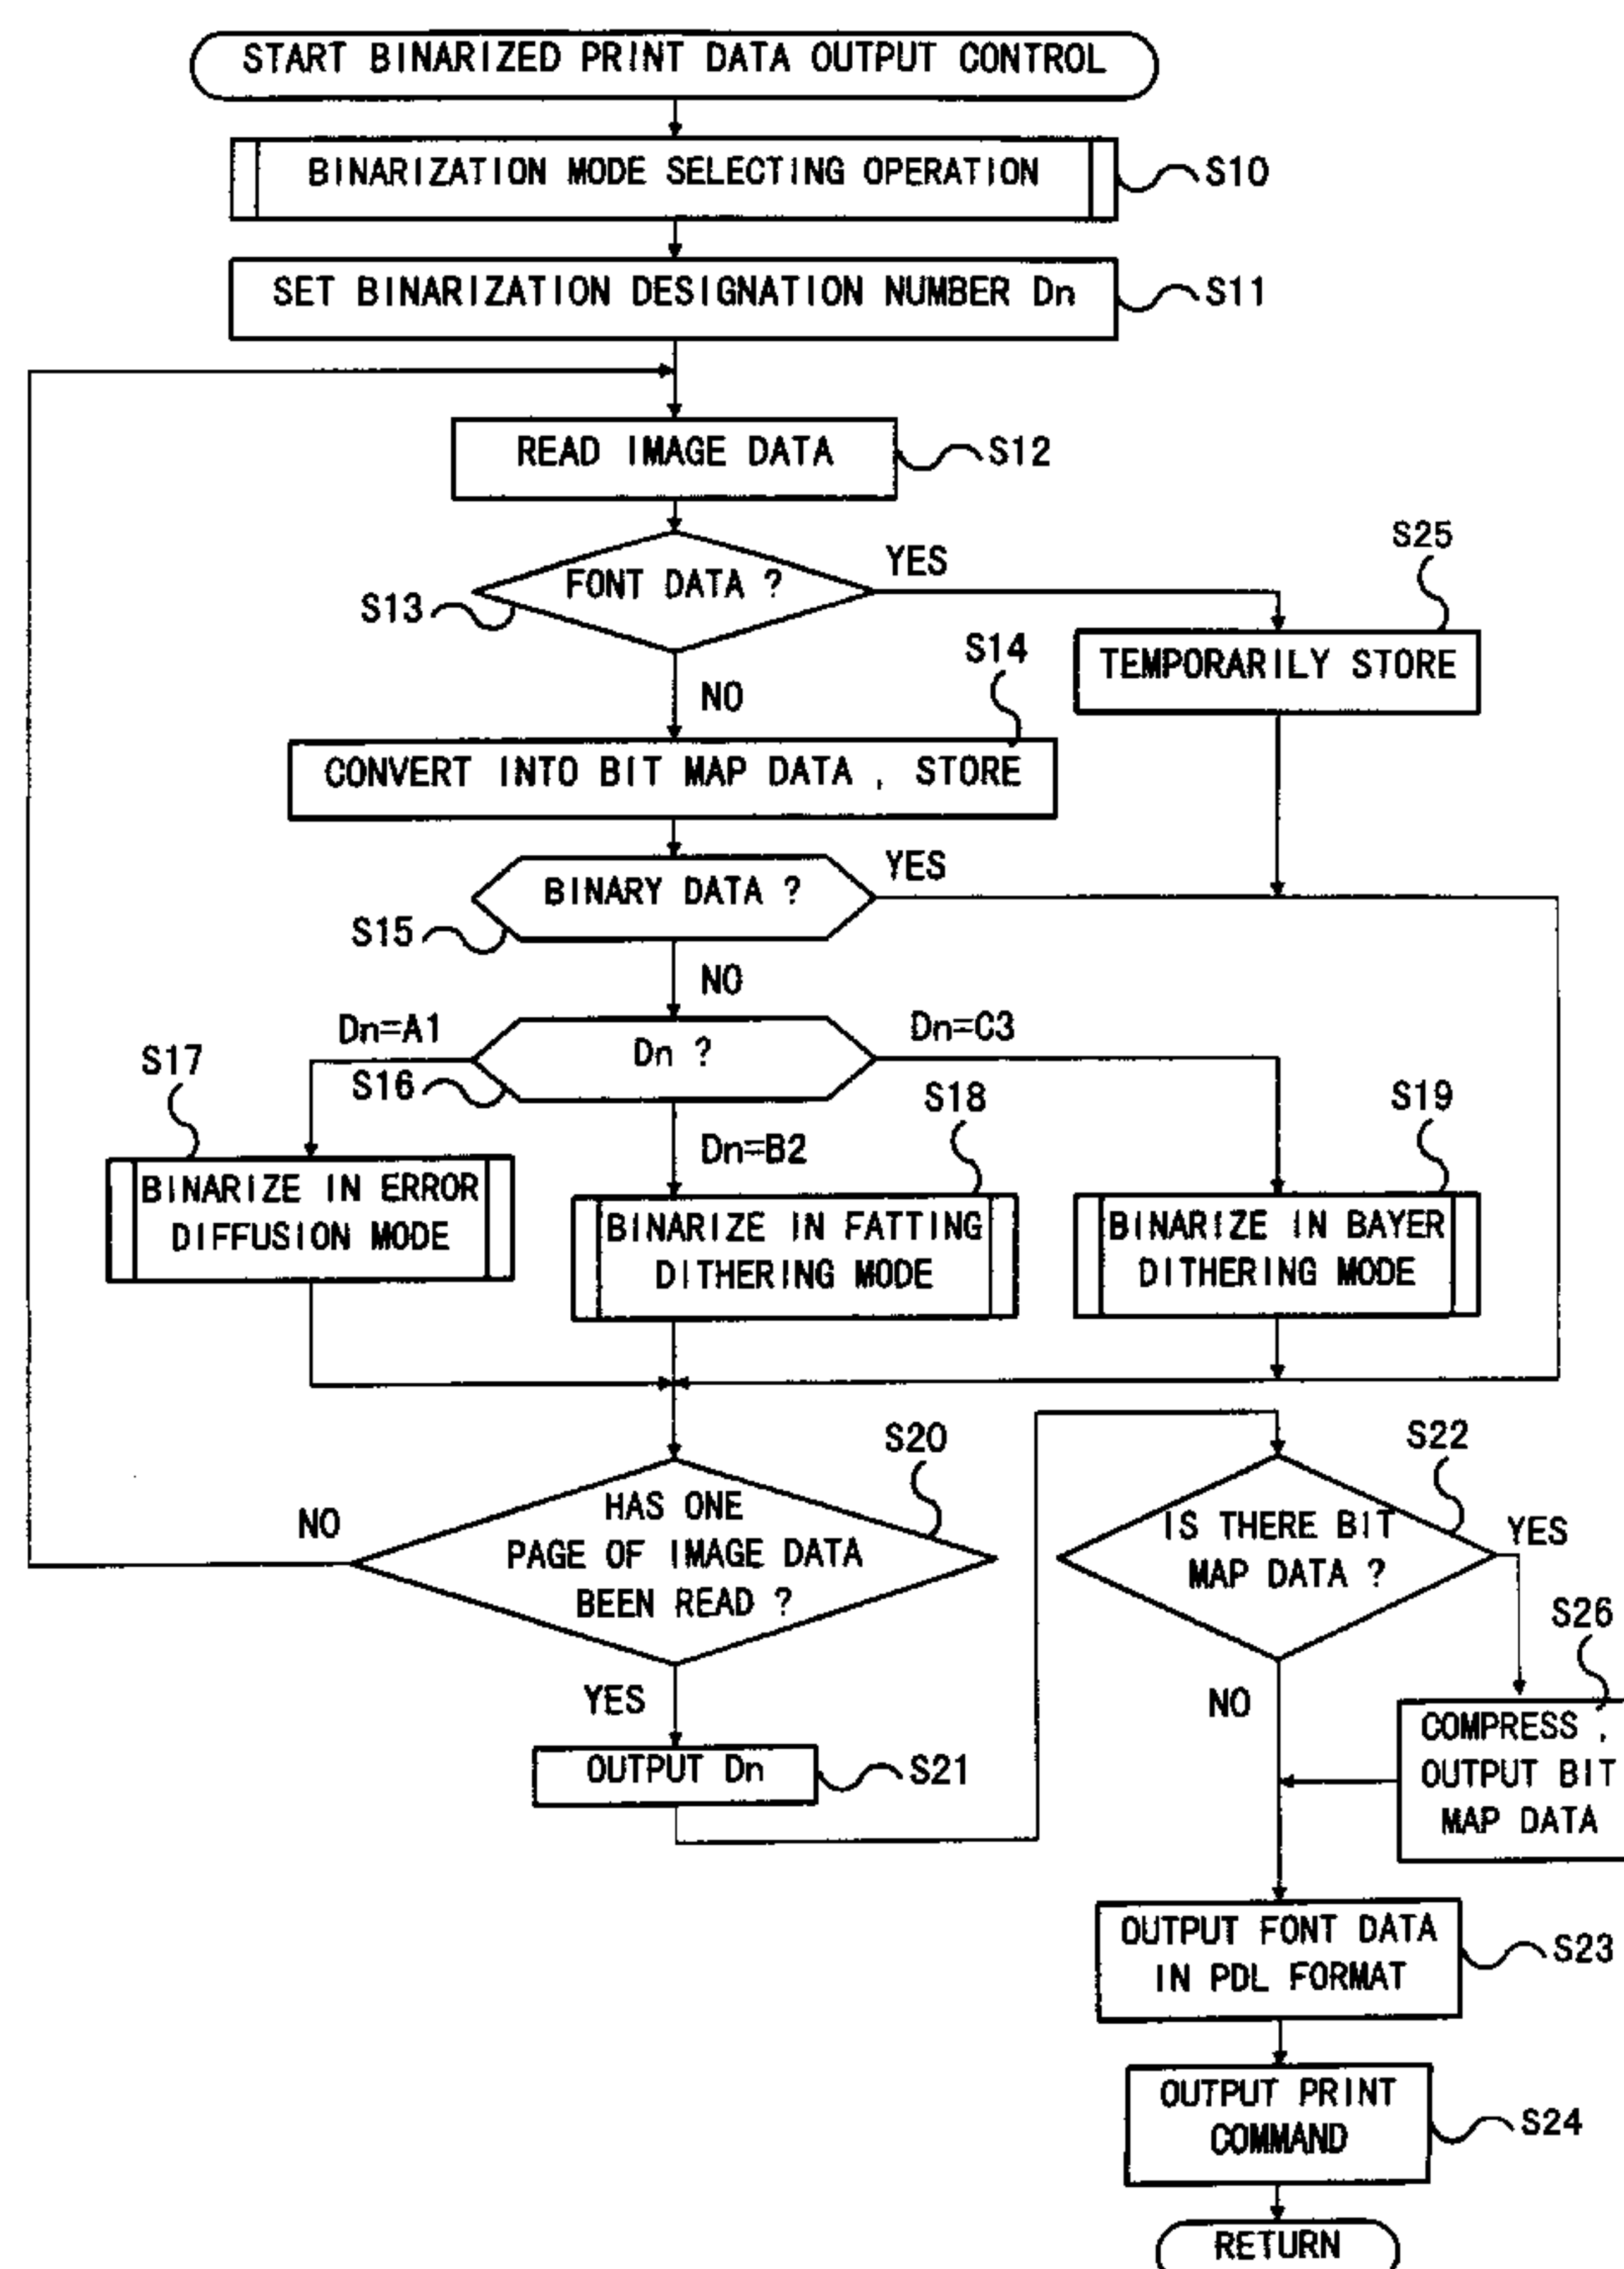 START BINARIZED PRINT DATA OUTPUT CONTROL
BINARIZATION MODE SELECTING OPERATION
S10
SET BINARIZATION DESIGNATION NUMBER Dn
S11
READ IMAGE DATA
S12
FONT DATA ?
S13
YES
S25
TEMPORARILY STORE
NO
S14
CONVERT INTO BIT MAP DATA , STORE
BINARY DATA ?
YES
S15
NO
Dn=A1
Dn ?
Dn=C3
S16
S17
Dn=B2
S18
S19
BINARIZE IN ERROR
DIFFUSION MODE
BINARIZE IN FATTING
DITHERING MODE
BINARIZE IN BAYER
DITHERING MODE
S20
HAS ONE
PAGE OF IMAGE DATA
BEEN READ ?
NO
YES
OUTPUT Dn
S21
S22
IS THERE BIT
MAP DATA ?
YES
NO
S26
COMPRESS ,
OUTPUT BIT
MAP DATA
OUTPUT FONT DATA
IN PDL FORMAT
S23
OUTPUT PRINT
COMMAND
S24
RETURN